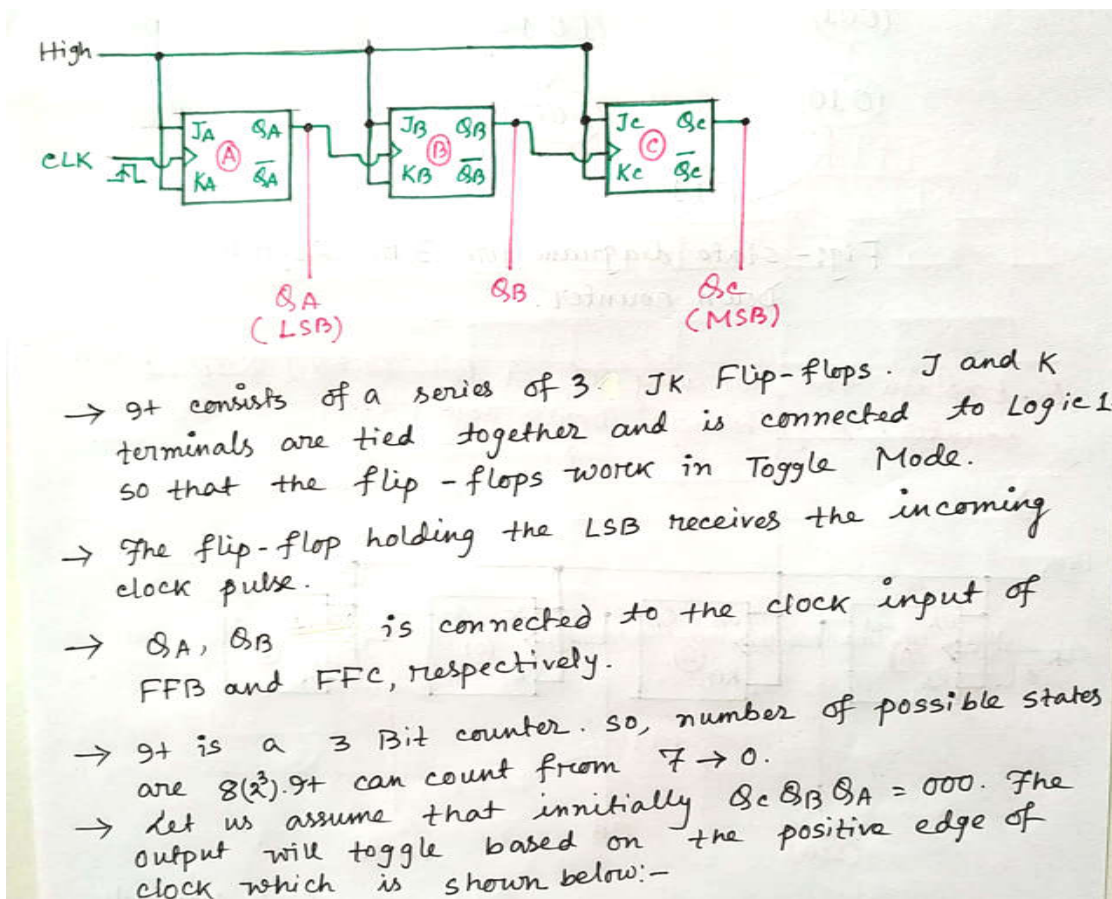 High
JA QA
JB QB
Jc Qc
CLK
A
B
C
KA Q̅A̅
KB Q̅B̅
Kc Q̅c̅
QA
(LSB)
QB
Qc
(MSB)
→ It consists of a series of 3 JK Flip-flops. J and K
terminals are tied together and is connected to Logic 1
so that the flip-flops work in Toggle Mode.
→ The flip-flop holding the LSB receives the incoming
clock pulse.
→ QA, QB is connected to the clock input of
FFB and FFC, respectively.
→ It is a 3 Bit counter. so, number of possible states
are 8(2³). It can count from 7 → 0.
→ Let us assume that innitially Qc QB QA = 000. The
output will toggle based on the positive edge of
clock which is shown below:-